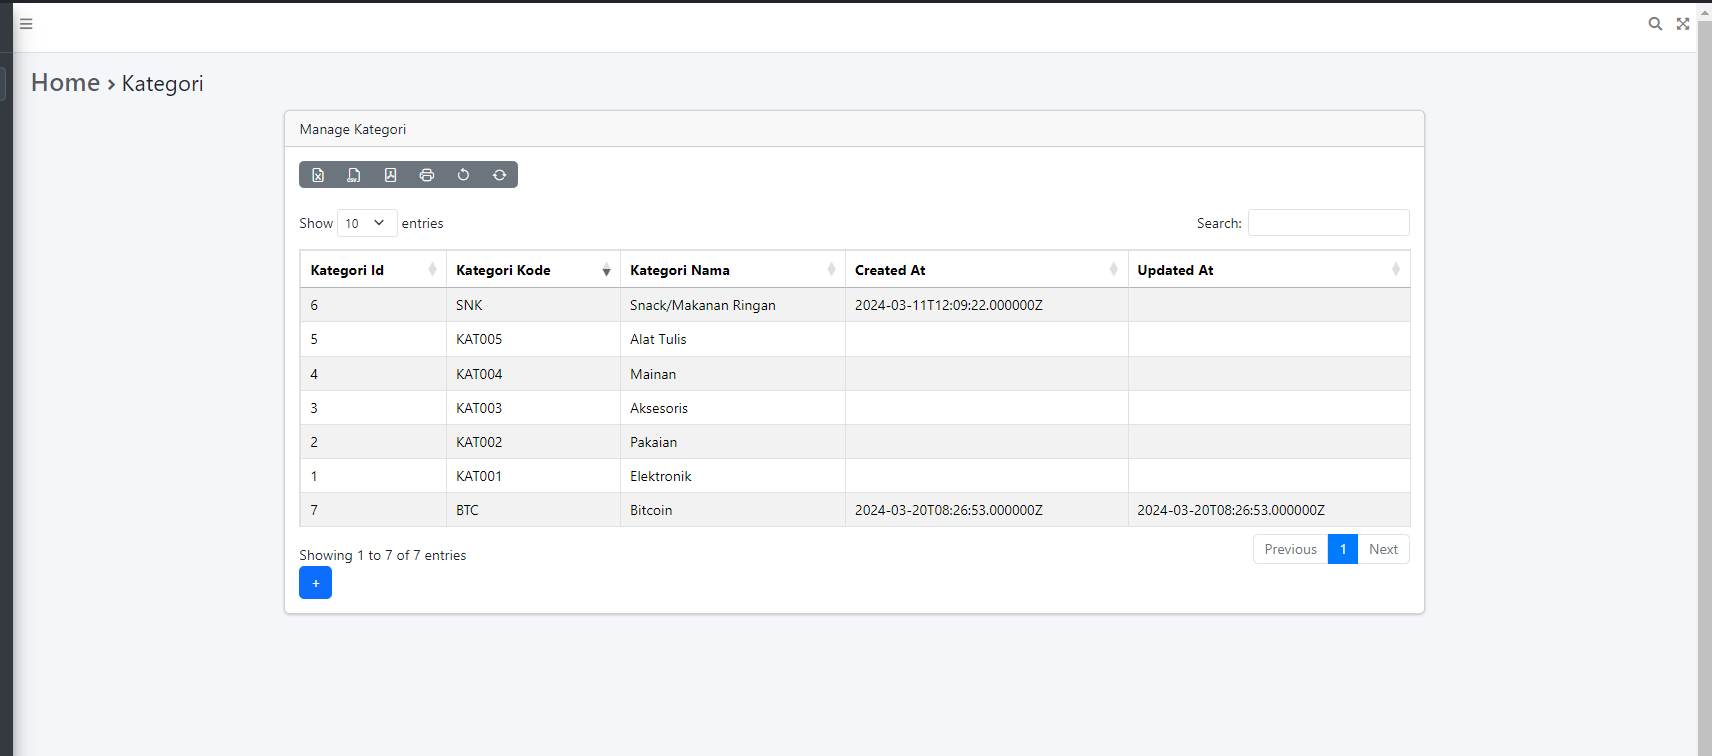 Home › Kategori
Manage Kategori
Show 10 entries Search:
Kategori Id Kategori Kode Kategori Nama Created At Updated At
6 SNK Snack/Makanan Ringan 2024-03-11T12:09:22.000000Z
5 KAT005 Alat Tulis
4 KAT004 Mainan
3 KAT003 Aksesoris
2 KAT002 Pakaian
1 KAT001 Elektronik
7 BTC Bitcoin 2024-03-20T08:26:53.000000Z 2024-03-20T08:26:53.000000Z
Showing 1 to 7 of 7 entries Previous 1 Next
+